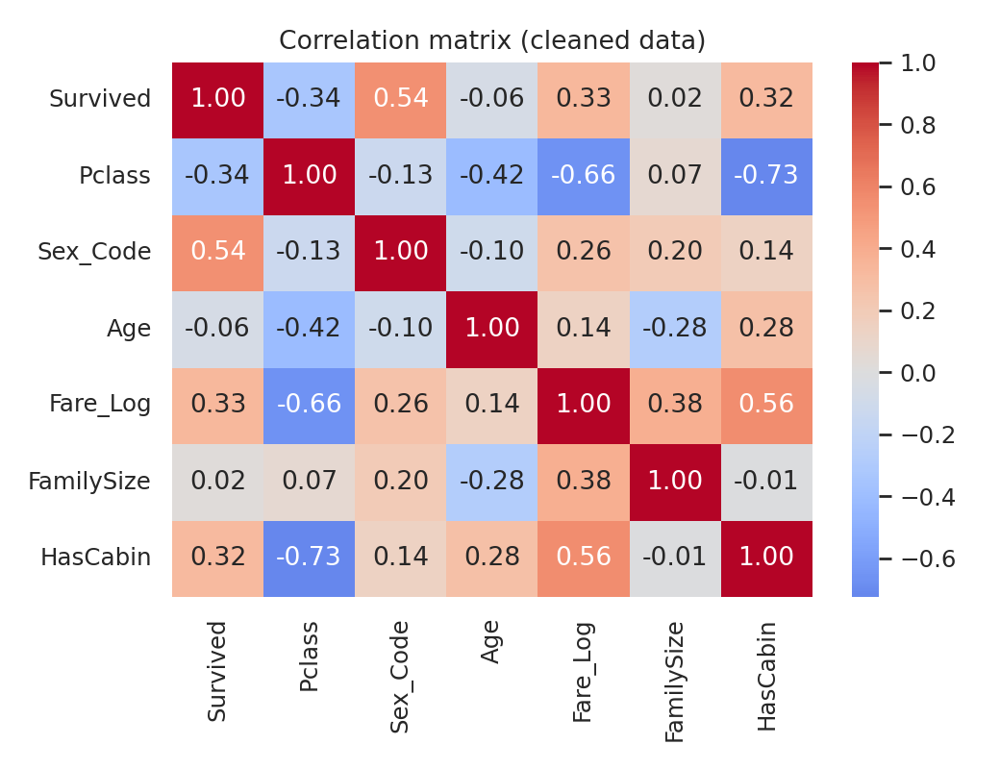 Correlation matrix (cleaned data)
Survived 1.00 -0.34 0.54 -0.06 0.33 0.02 0.32
Pclass -0.34 1.00 -0.13 -0.42 -0.66 0.07 -0.73
Sex_Code 0.54 -0.13 1.00 -0.10 0.26 0.20 0.14
Age -0.06 -0.42 -0.10 1.00 0.14 -0.28 0.28
Fare_Log 0.33 -0.66 0.26 0.14 1.00 0.38 0.56
FamilySize 0.02 0.07 0.20 -0.28 0.38 1.00 -0.01
HasCabin 0.32 -0.73 0.14 0.28 0.56 -0.01 1.00
Survived
Pclass
Sex_Code
Age
Fare_Log
FamilySize
HasCabin
1.0
0.8
0.6
0.4
0.2
0.0
−0.2
−0.4
−0.6